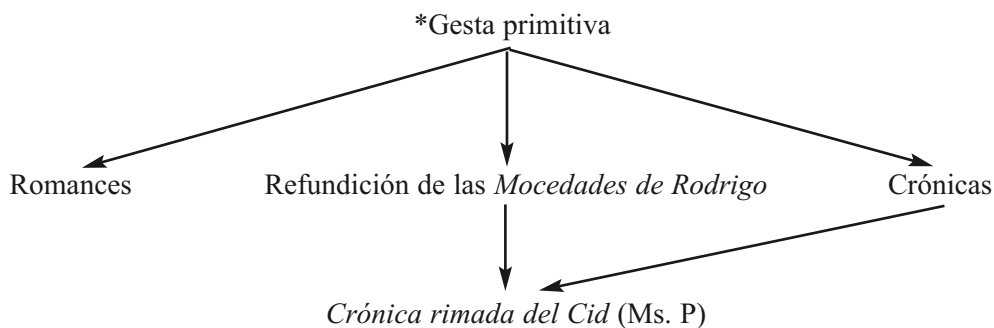 *Gesta primitiva
Romances Refundición de las Mocedades de Rodrigo Crónicas
Crónica rimada del Cid (Ms. P)